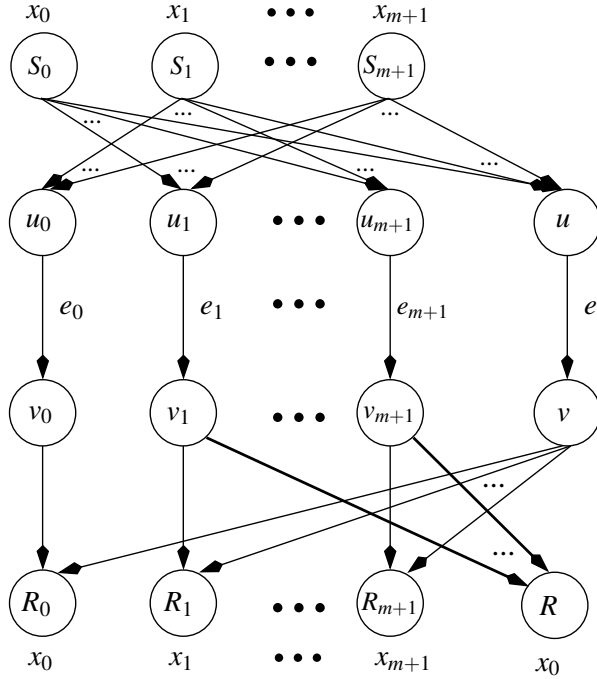 x₀ x₁ ••• xₘ₊₁
S₀ S₁ ••• Sₘ₊₁
... ... ...
... ... ... ...
u₀ u₁ ••• uₘ₊₁ u
e₀ e₁ ••• eₘ₊₁ e
v₀ v₁ ••• vₘ₊₁ v
...
...
R₀ R₁ ••• Rₘ₊₁ R
x₀ x₁ ••• xₘ₊₁ x₀